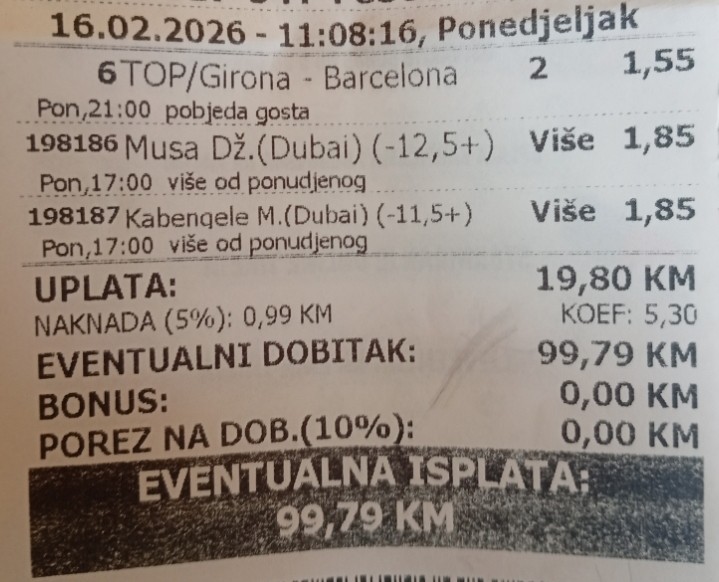 16.02.2026 - 11:08:16, Ponedjeljak
6 TOP/Girona - Barcelona 2 1,55
Pon,21:00 pobjeda gosta
198186 Musa Dž.(Dubai) (-12,5+) Više 1,85
Pon,17:00 više od ponudjenog
198187 Kabengele M.(Dubai) (-11,5+) Više 1,85
Pon,17:00 više od ponudjenog
UPLATA: 19,80 KM
NAKNADA (5%): 0,99 KM KOEF: 5,30
EVENTUALNI DOBITAK: 99,79 KM
BONUS: 0,00 KM
POREZ NA DOB.(10%): 0,00 KM
EVENTUALNA ISPLATA:
99,79 KM